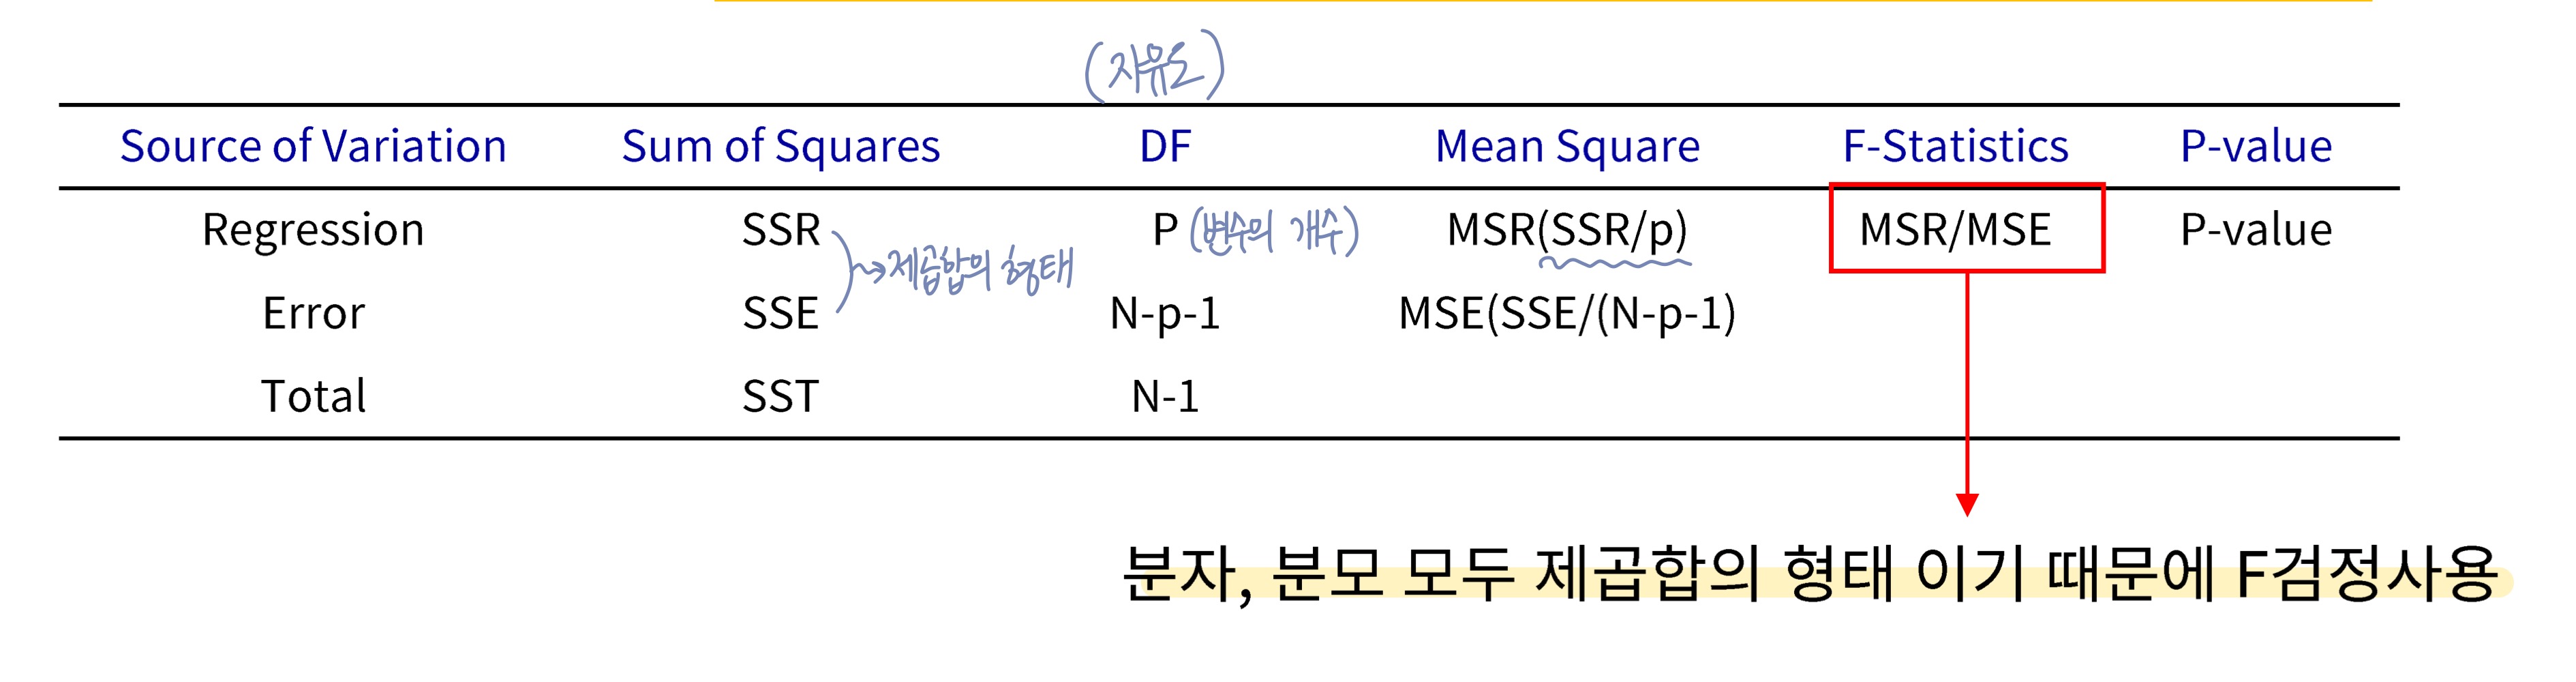 (자유도)
Source of Variation Sum of Squares DF Mean Square F-Statistics P-value
Regression SSR P (변수의 개수) MSR(SSR/p) MSR/MSE P-value
→제곱합의 형태
Error SSE N-p-1 MSE(SSE/(N-p-1)
Total SST N-1
분자, 분모 모두 제곱합의 형태 이기 때문에 F검정사용